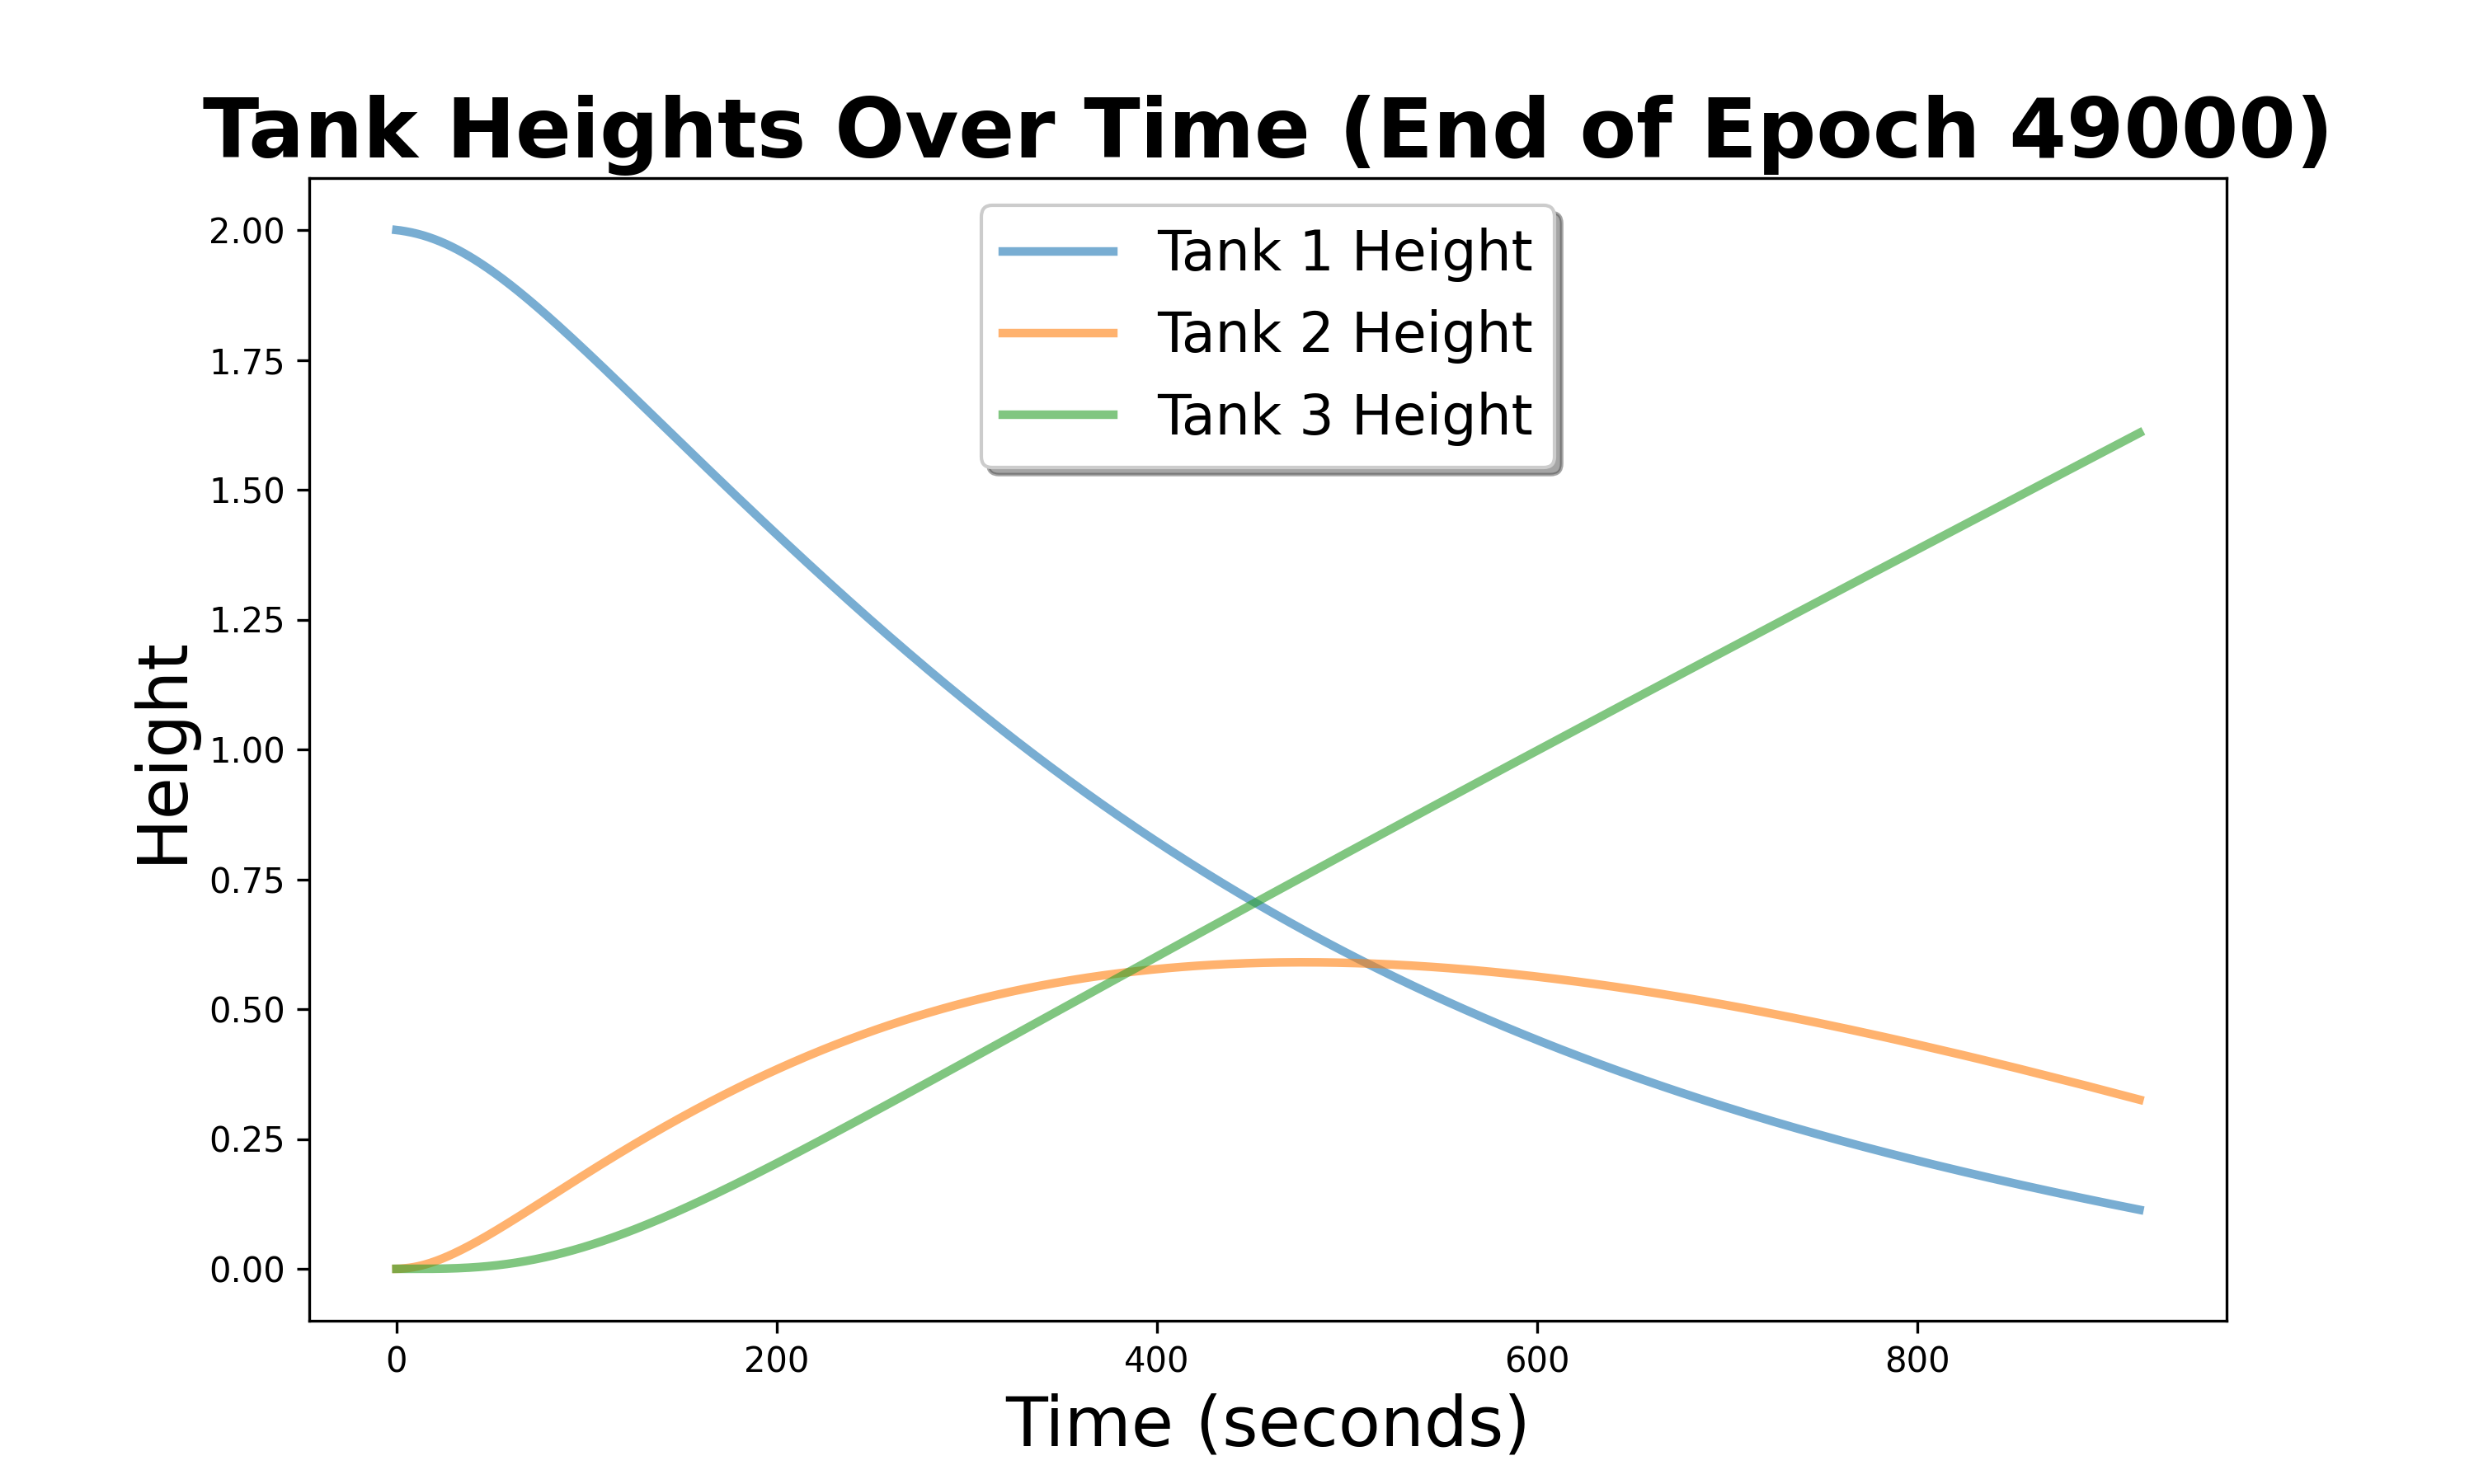 Tank Heights Over Time (End of Epoch 49000)
Tank 1 Height
Tank 2 Height
Tank 3 Height
Height
2.00
1.75
1.50
1.25
1.00
0.75
0.50
0.25
0.00
0 200 400 600 800
Time (seconds)